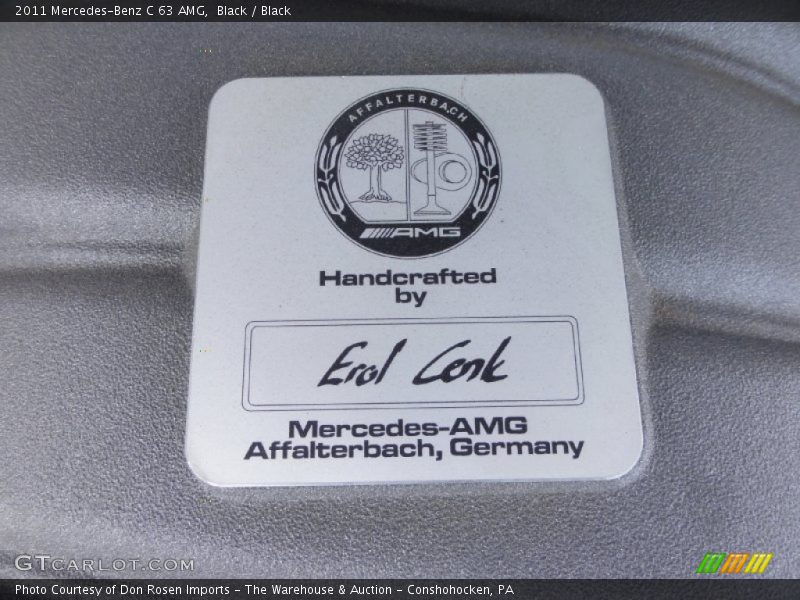 2011 Mercedes-Benz C 63 AMG, Black / Black
AFFALTERBACH
AMG
Handcrafted
by
Erol Cenk
Mercedes-AMG
Affalterbach, Germany
GTCARLOT.COM
Photo Courtesy of Don Rosen Imports - The Warehouse & Auction - Conshohocken, PA